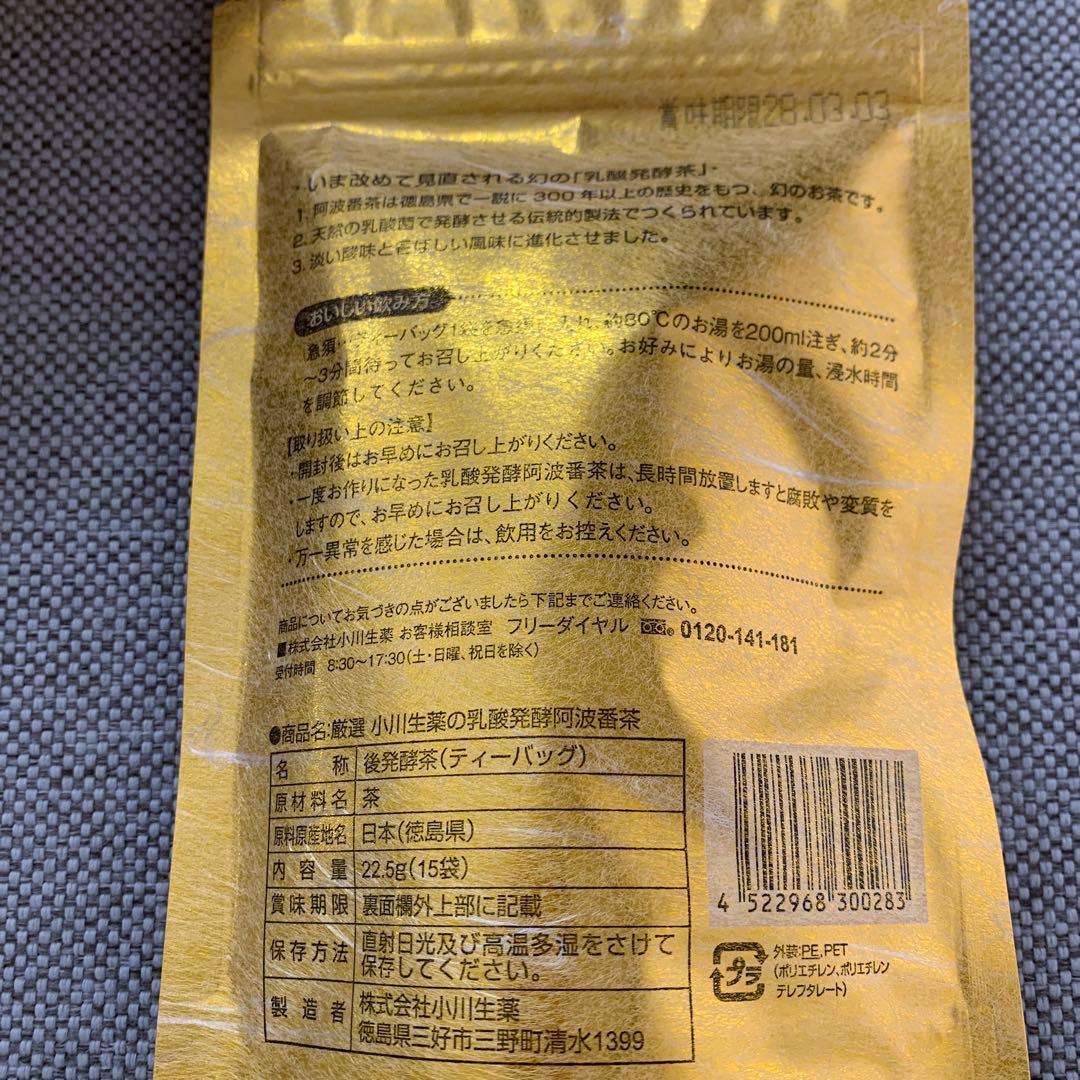 賞味期限28.03.03
・いま改めて見直される幻の「乳酸発酵茶」・
1. 阿波番茶は徳島県で一説に300年以上の歴史をもつ、幻のお茶です。
2. 天然の乳酸菌で発酵させる伝統的製法でつくられています。
3. 淡い酸味と香ばしい風味に進化させました。
おいしい飲み方
急須 ティーバッグ1袋を急須に入れ、約80℃のお湯を200ml注ぎ、約2分
〜3分間待ってお召し上がりください。お好みによりお湯の量、浸水時間
を調節してください。
【取り扱い上の注意】
・開封後はお早めにお召し上がりください。
・一度お作りになった乳酸発酵阿波番茶は、長時間放置しますと腐敗や変質を
しますので、お早めにお召し上がりください。
・万一異常を感じた場合は、飲用をお控えください。
商品についてお気づきの点がございましたら下記までご連絡ください。
■株式会社小川生薬 お客様相談室 フリーダイヤル 0120-141-181
受付時間 8:30〜17:30(土・日曜、祝日を除く)
●商品名:厳選 小川生薬の乳酸発酵阿波番茶
名称 後発酵茶(ティーバッグ)
原材料名 茶
原料原産地名 日本(徳島県)
内容量 22.5g(15袋)
賞味期限 裏面欄外上部に記載
保存方法 直射日光及び高温多湿をさけて
保存してください。
製造者 株式会社小川生薬
徳島県三好市三野町清水1399
4 522968 300283
プラ
外装:PE,PET
(ポリエチレン,ポリエチレン
テレフタレート)